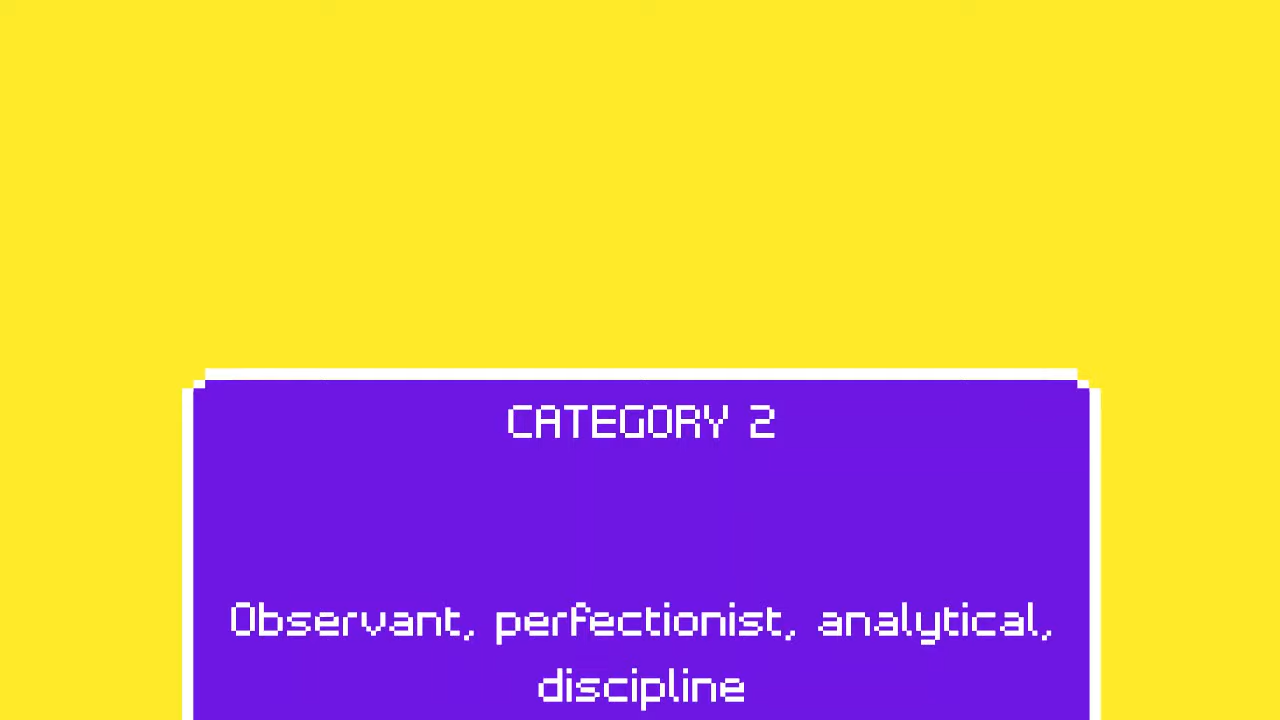 CATEGORY 2
Observant, perfectionist, analytical,
discipline